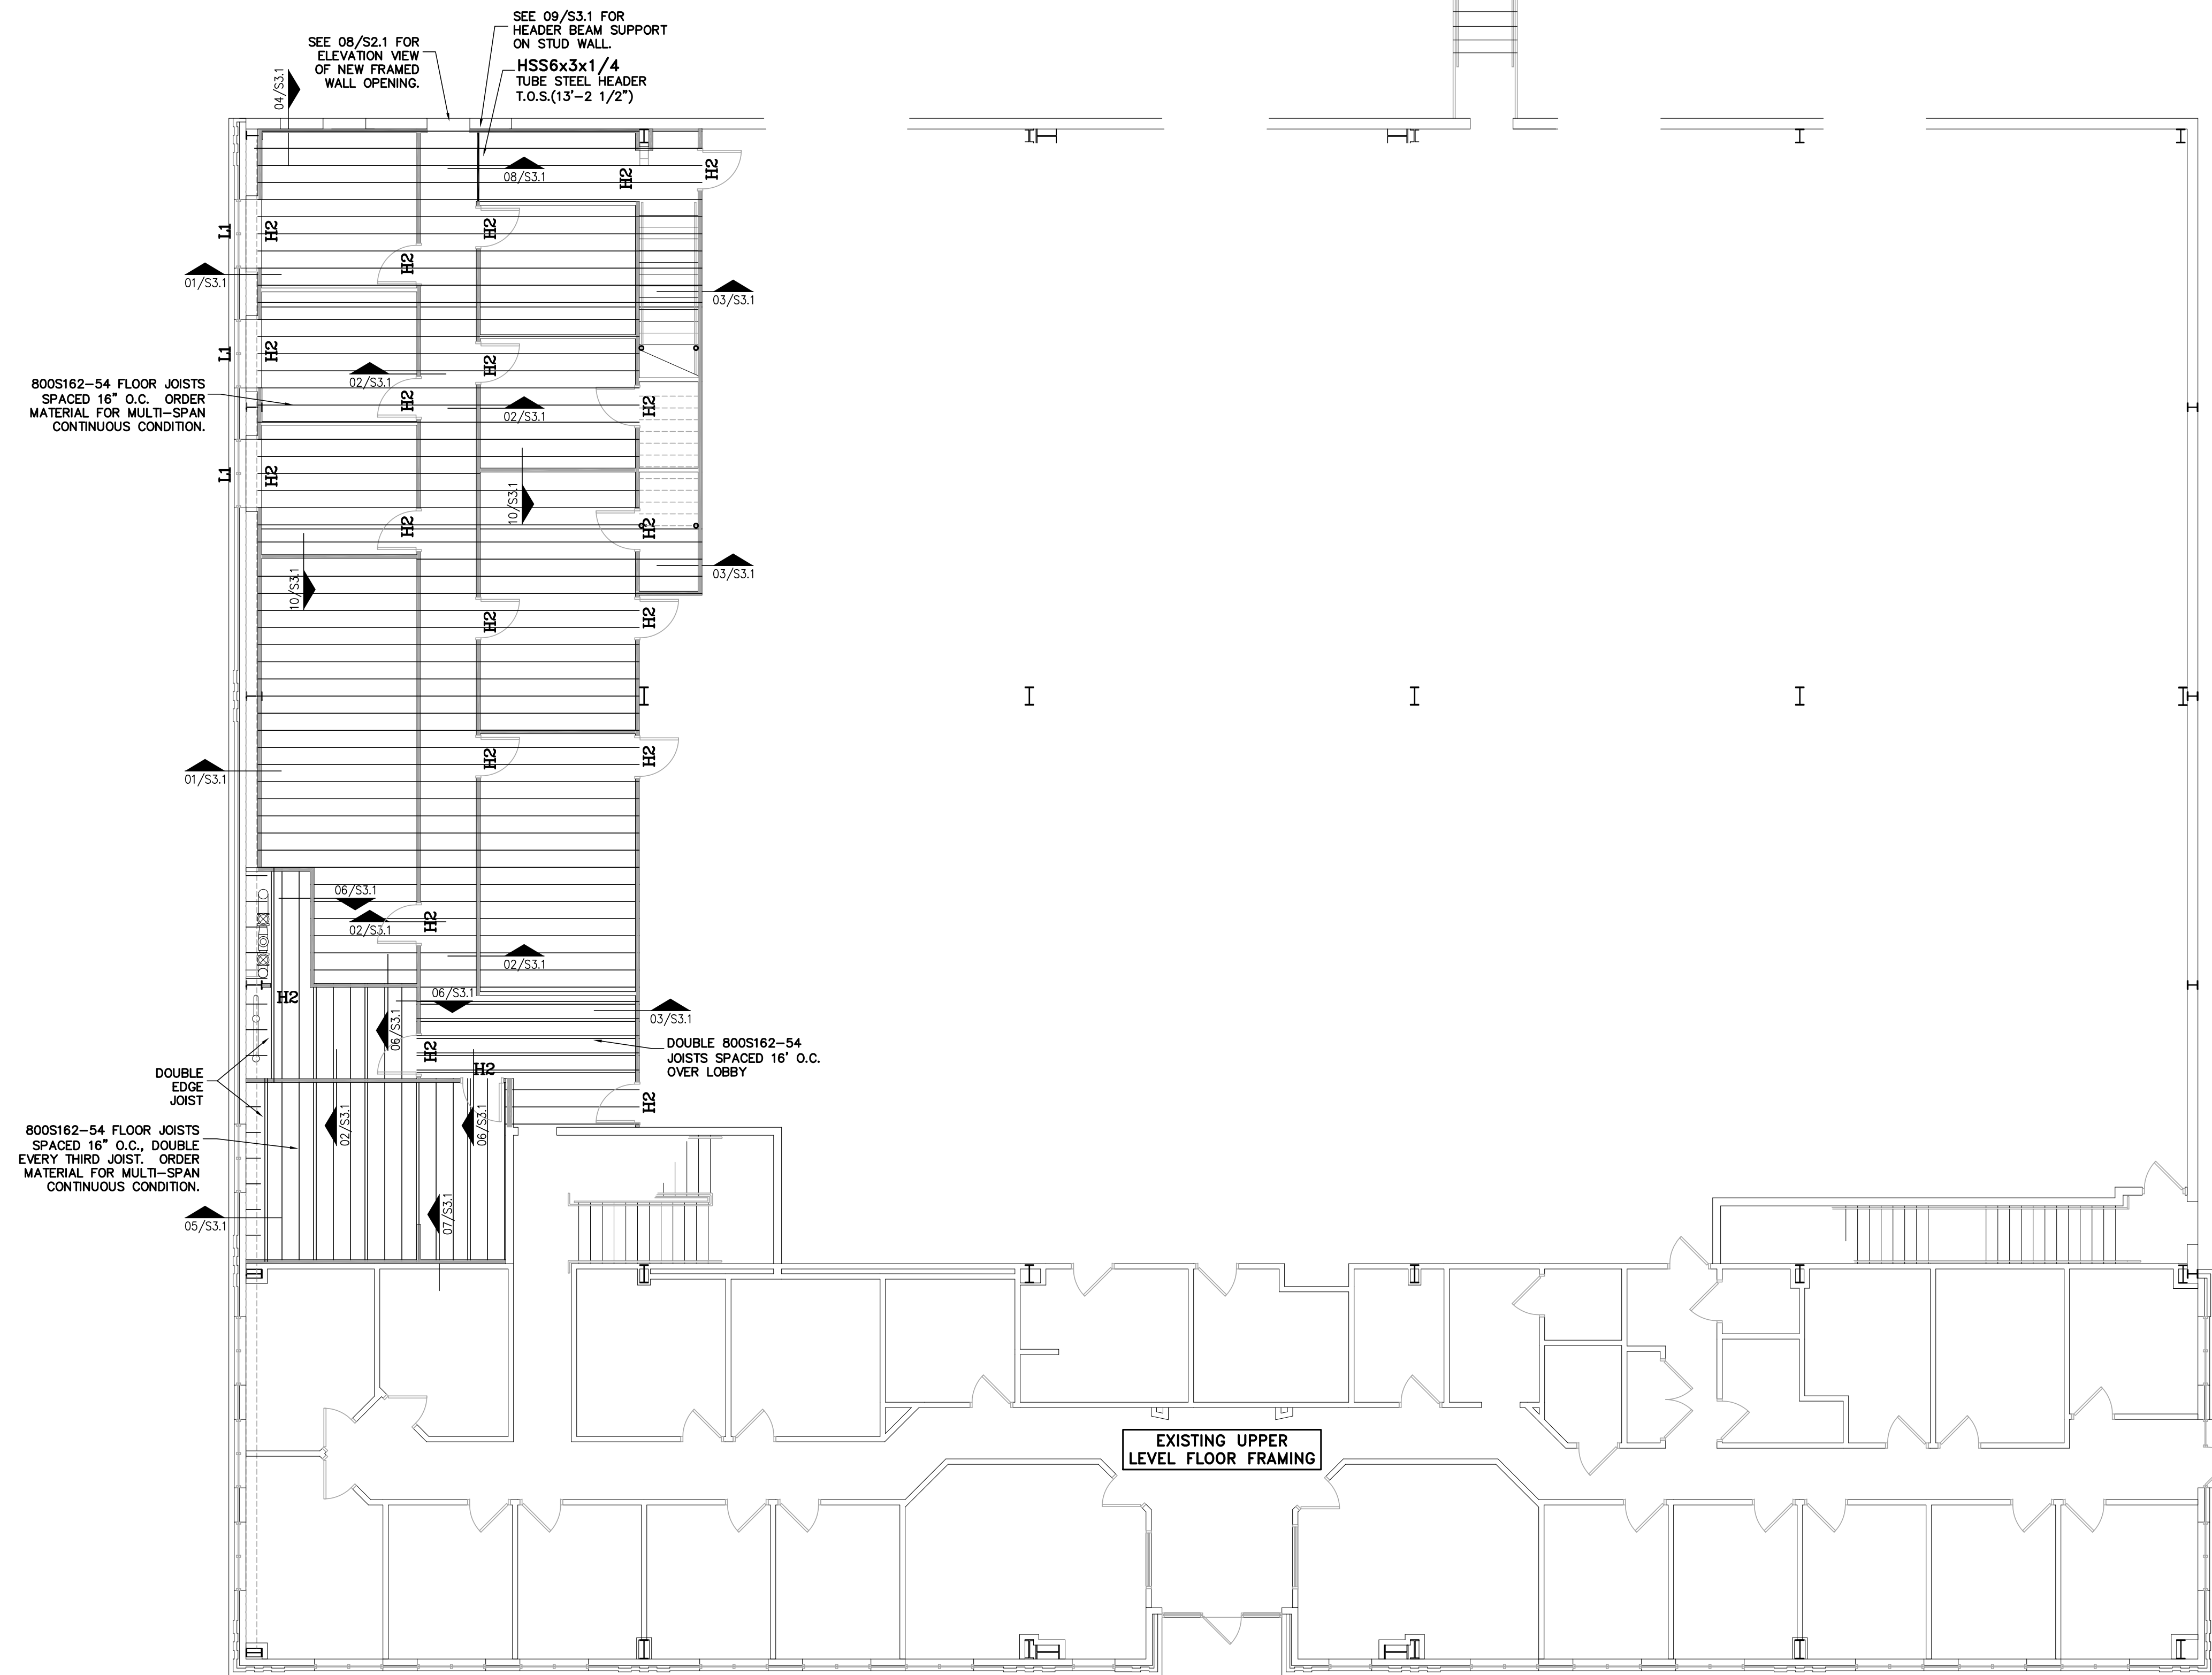 SEE 09/S3.1 FOR
HEADER BEAM SUPPORT
ON STUD WALL.
HSS6x3x1/4
TUBE STEEL HEADER
T.O.S.(13'-2 1/2")
SEE 08/S2.1 FOR
ELEVATION VIEW
OF NEW FRAMED
WALL OPENING.
04/S3.1
08/S3.1
H2
H2
L1
H2
H2
H2
01/S3.1
03/S3.1
L1
H2
H2
02/S3.1
800S162-54 FLOOR JOISTS
SPACED 16" O.C. ORDER
MATERIAL FOR MULTI-SPAN
CONTINUOUS CONDITION.
H2
02/S3.1
H2
L1
H2
10/S3.1
H2
H2
10/S3.1
03/S3.1
H2
H2
H2
H2
01/S3.1
06/S3.1
02/S3.1
H2
02/S3.1
H2
06/S3.1
06/S3.1
03/S3.1
H2
H2
DOUBLE 800S162-54
JOISTS SPACED 16' O.C.
OVER LOBBY
DOUBLE
EDGE
JOIST
H2
02/S3.1
06/S3.1
800S162-54 FLOOR JOISTS
SPACED 16" O.C., DOUBLE
EVERY THIRD JOIST. ORDER
MATERIAL FOR MULTI-SPAN
CONTINUOUS CONDITION.
07/S3.1
05/S3.1
EXISTING UPPER
LEVEL FLOOR FRAMING